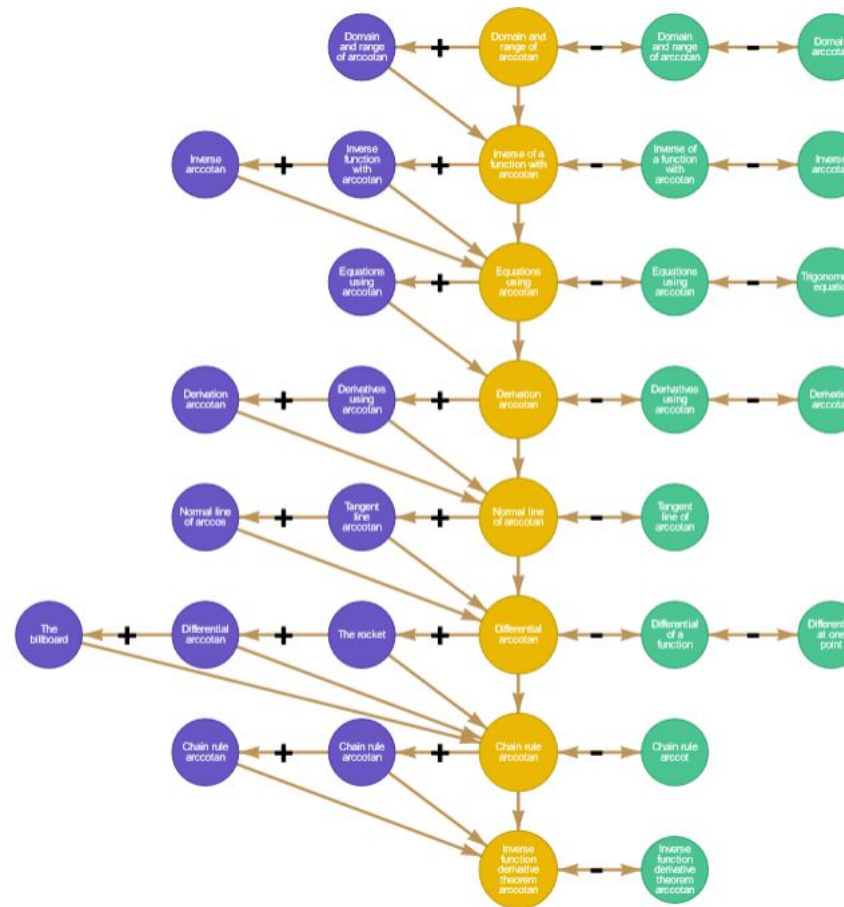 Domain
and range
of arccotan
+
Domain and
range of
arccotan
-
Domain
and range
of arccotan
-
Inverse
arccotan
+
Inverse
function
with
arccotan
+
Inverse of a
function with
arccotan
-
Inverse of
a function
with
arccotan
-
Equations
using
arccotan
+
Equations
using
arccotan
-
Equations
using
arccotan
-
Derivation
arccotan
+
Derivatives
using
arccotan
+
Derivation
arccotan
-
Derivatives
using
arccotan
-
Normal line
of arccos
+
Tangent
line
arccotan
+
Normal line
of arccotan
-
Tangent
line of
arccotan
The
billboard
+
Differential
arccotan
+
The rocket
+
Differential
arccotan
-
Differential
of a
function
-
at one
point
Chain rule
arccotan
+
Chain rule
arccotan
+
Chain rule
arccotan
-
Chain rule
arccot
Inverse
function
derivative
theorem
arccotan
-
Inverse
function
derivative
theorem
arccotan